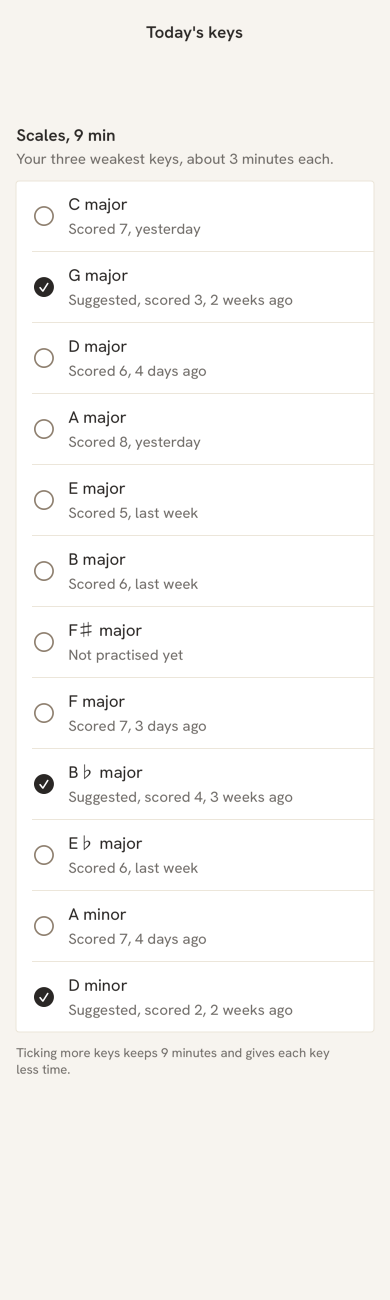 Today's keys
Scales, 9 min
Your three weakest keys, about 3 minutes each.
C major
Scored 7, yesterday
G major
Suggested, scored 3, 2 weeks ago
D major
Scored 6, 4 days ago
A major
Scored 8, yesterday
E major
Scored 5, last week
B major
Scored 6, last week
F♯ major
Not practised yet
F major
Scored 7, 3 days ago
B♭ major
Suggested, scored 4, 3 weeks ago
E♭ major
Scored 6, last week
A minor
Scored 7, 4 days ago
D minor
Suggested, scored 2, 2 weeks ago
Ticking more keys keeps 9 minutes and gives each key
less time.